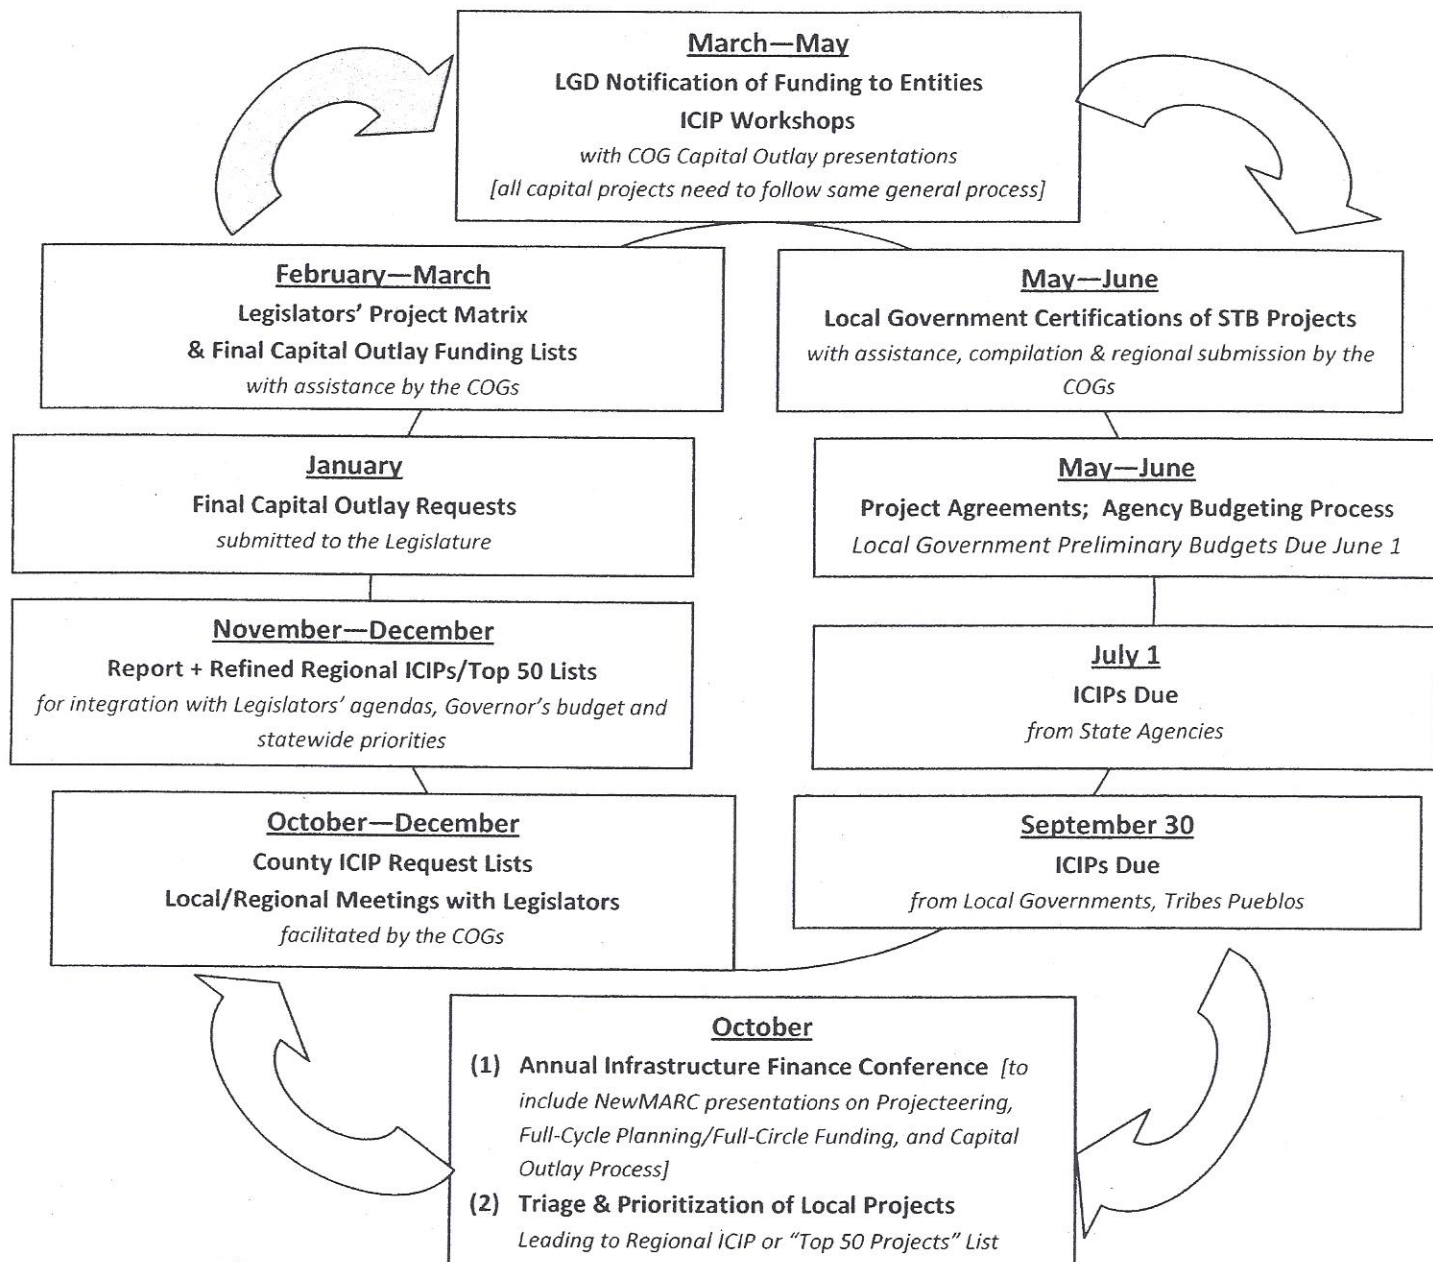 March—May
LGD Notification of Funding to Entities
ICIP Workshops
with COG Capital Outlay presentations
[all capital projects need to follow same general process]
February—March
Legislators' Project Matrix
& Final Capital Outlay Funding Lists
with assistance by the COGs
May—June
Local Government Certifications of STB Projects
with assistance, compilation & regional submission by the
COGs
January
Final Capital Outlay Requests
submitted to the Legislature
May—June
Project Agreements; Agency Budgeting Process
Local Government Preliminary Budgets Due June 1
November—December
Report + Refined Regional ICIPs/Top 50 Lists
for integration with Legislators' agendas, Governor's budget and
statewide priorities
July 1
ICIPs Due
from State Agencies
October—December
County ICIP Request Lists
Local/Regional Meetings with Legislators
facilitated by the COGs
September 30
ICIPs Due
from Local Governments, Tribes Pueblos
October
(1) Annual Infrastructure Finance Conference [to
include NewMARC presentations on Projecteering,
Full-Cycle Planning/Full-Circle Funding, and Capital
Outlay Process]
(2) Triage & Prioritization of Local Projects
Leading to Regional ICIP or "Top 50 Projects" List